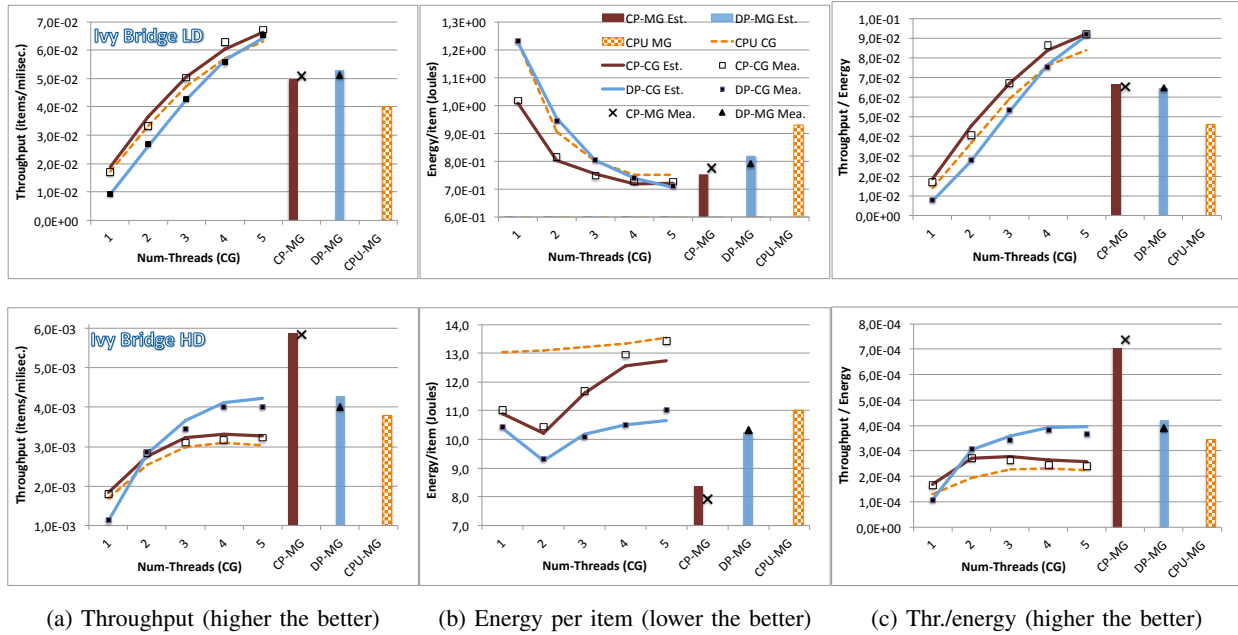 Ivy Bridge LD
Throughput (items/milisec.)
7,0E-02
6,0E-02
5,0E-02
4,0E-02
3,0E-02
2,0E-02
1,0E-02
0,0E+00
1 2 3 4 5 CP-MG DP-MG CPU-MG
Num-Threads (CG)
Energy/item (Joules)
1,3E+00
1,2E+00
1,1E+00
1,0E+00
9,0E-01
8,0E-01
7,0E-01
6,0E-01
CP-MG Est. DP-MG Est.
CPU MG CPU CG
CP-CG Est. CP-CG Mea.
DP-CG Est. DP-CG Mea.
CP-MG Mea. DP-MG Mea.
1 2 3 4 5 CP-MG DP-MG CPU-MG
Num-Threads (CG)
Throughput / Energy
1,0E-01
9,0E-02
8,0E-02
7,0E-02
6,0E-02
5,0E-02
4,0E-02
3,0E-02
2,0E-02
1,0E-02
0,0E+00
1 2 3 4 5 CP-MG DP-MG CPU-MG
Num-Threads (CG)
Ivy Bridge HD
Throughput (items/milisec.)
6,0E-03
5,0E-03
4,0E-03
3,0E-03
2,0E-03
1,0E-03
1 2 3 4 5 CP-MG DP-MG CPU-MG
Num-Threads (CG)
Energy/item (Joules)
14,0
13,0
12,0
11,0
10,0
9,0
8,0
7,0
1 2 3 4 5 CP-MG DP-MG CPU-MG
Num-Threads (CG)
Throughput / Energy
8,0E-04
7,0E-04
6,0E-04
5,0E-04
4,0E-04
3,0E-04
2,0E-04
1,0E-04
0,0E+00
1 2 3 4 5 CP-MG DP-MG CPU-MG
Num-Threads (CG)
(a) Throughput (higher the better)
(b) Energy per item (lower the better)
(c) Thr./energy (higher the better)